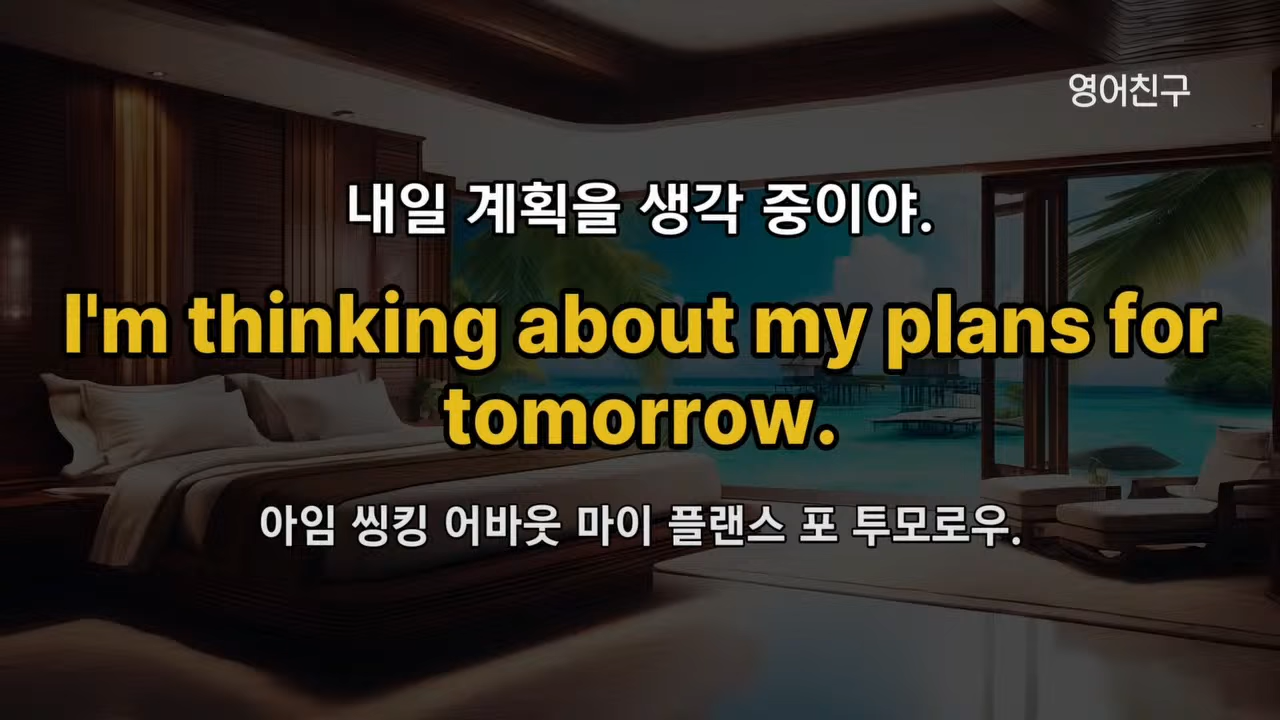 영어친구
내일 계획을 생각 중이야.
I'm thinking about my plans for
tomorrow.
아임 씽킹 어바웃 마이 플랜스 포 투모로우.